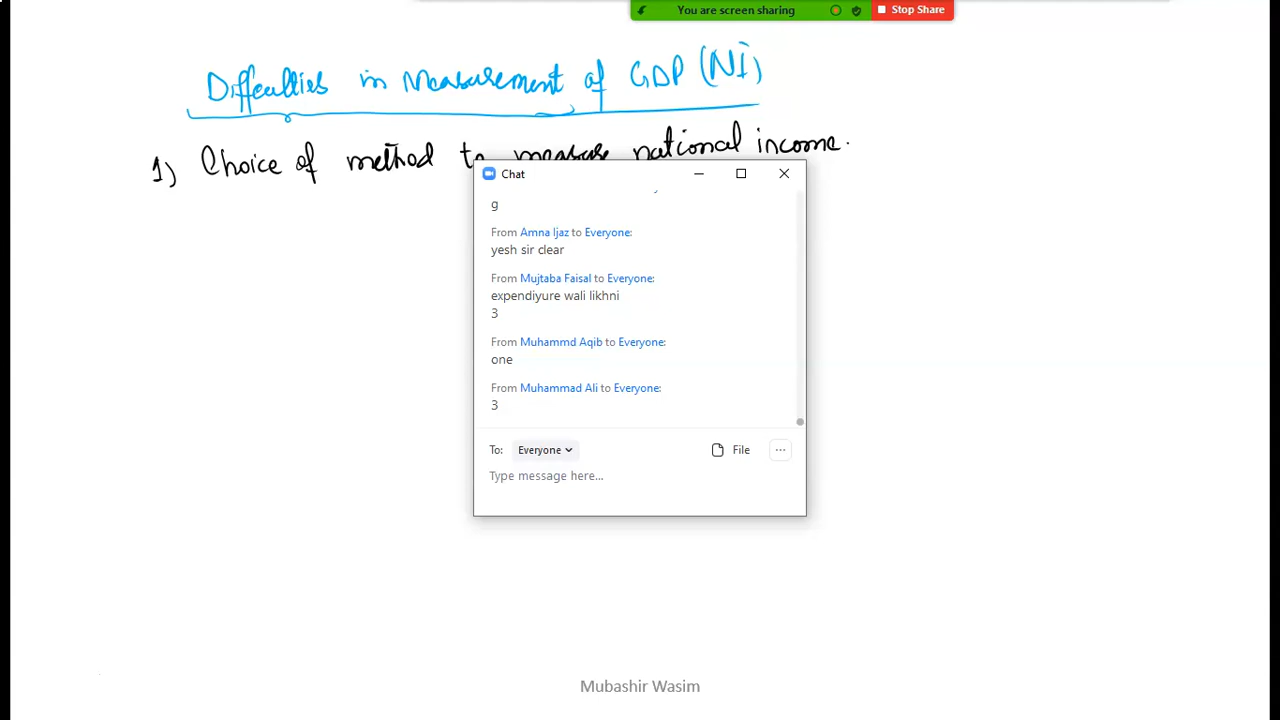 You are screen sharing
Stop Share
Difficulties in Measurement of GDP (NI)
1) Choice of method to measure national income.
Chat
g
From Amna Ijaz to Everyone:
yesh sir clear
From Mujtaba Faisal to Everyone:
expendiyure wali likhni
3
From Muhammd Aqib to Everyone:
one
From Muhammad Ali to Everyone:
3
To: Everyone
File
Type message here...
Mubashir Wasim